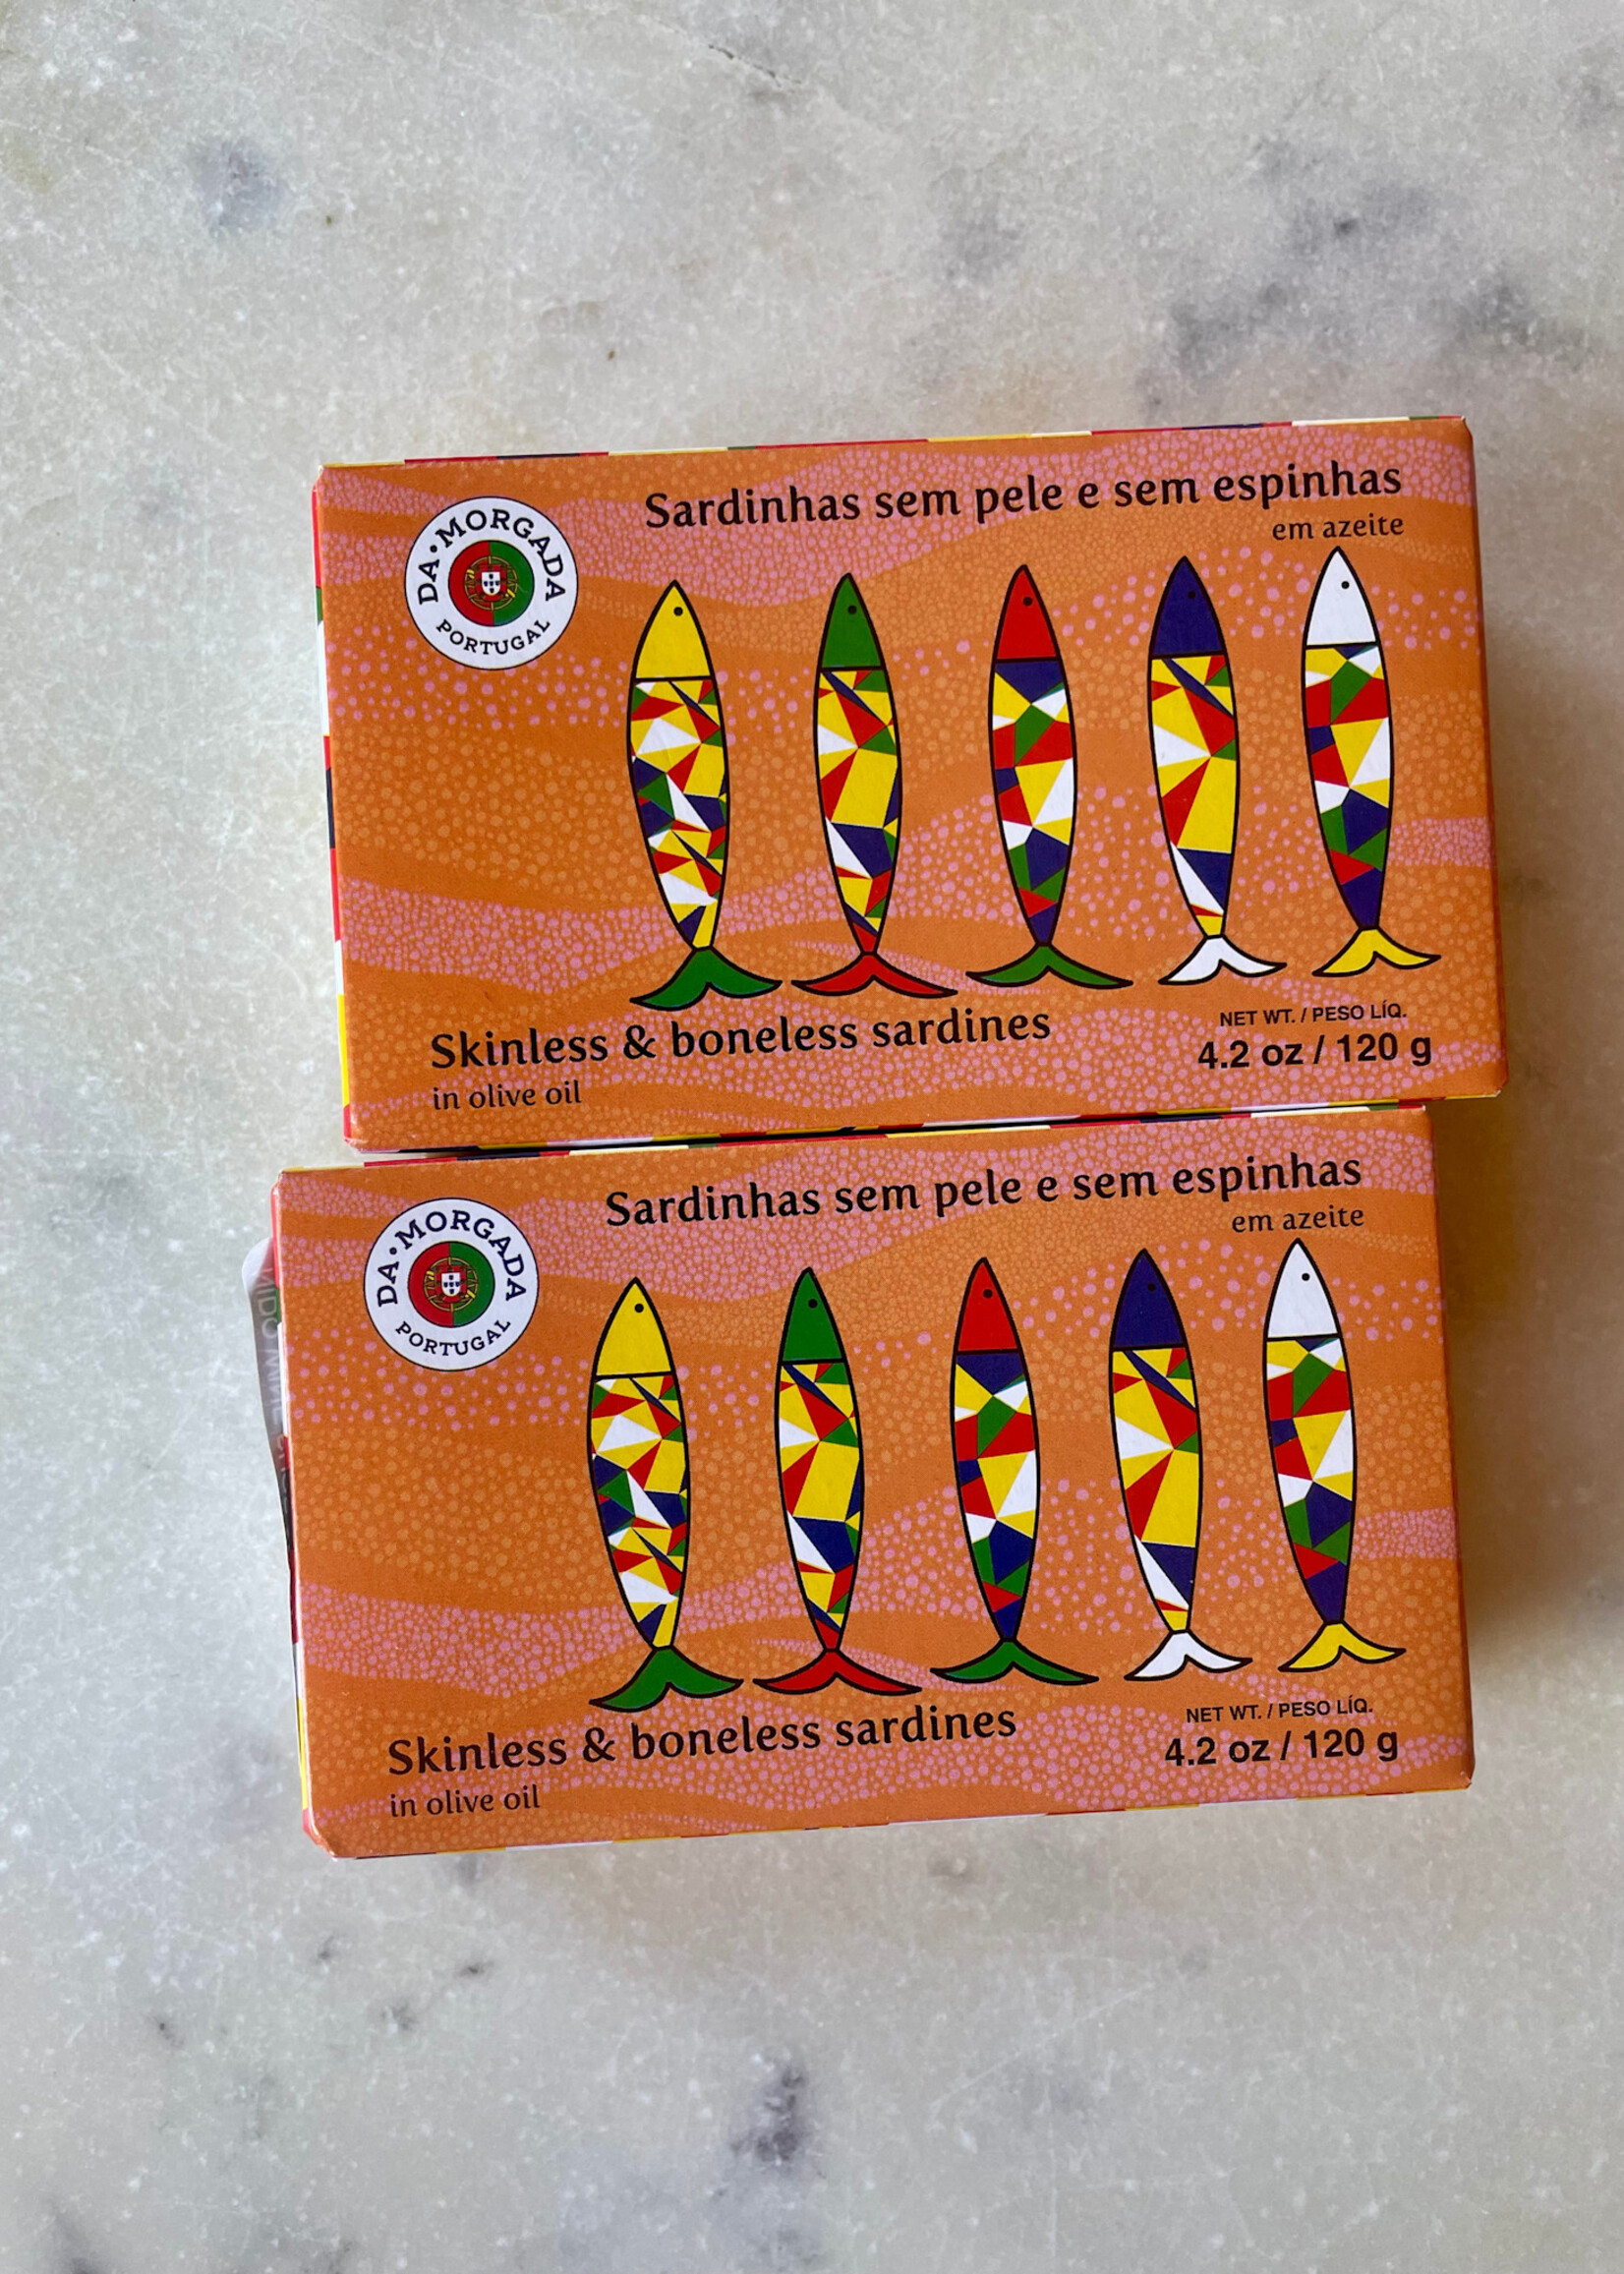 DA • MORGADA
PORTUGAL
Sardinhas sem pele e sem espinhas
em azeite
Skinless & boneless sardines
in olive oil
NET WT. / PESO LÍQ.
4.2 oz / 120 g
DA • MORGADA
PORTUGAL
Sardinhas sem pele e sem espinhas
em azeite
Skinless & boneless sardines
in olive oil
NET WT. / PESO LÍQ.
4.2 oz / 120 g